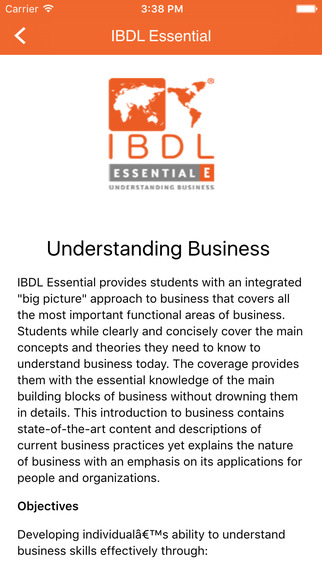 Carrier 3:38 PM
IBDL Essential
®
IBDL
ESSENTIAL E
UNDERSTANDING BUSINESS
Understanding Business
IBDL Essential provides students with an integrated
"big picture" approach to business that covers all
the most important functional areas of business.
Students while clearly and concisely cover the main
concepts and theories they need to know to
understand business today. The coverage provides
them with the essential knowledge of the main
building blocks of business without drowning them
in details. This introduction to business contains
state-of-the-art content and descriptions of
current business practices yet explains the nature
of business with an emphasis on its applications for
people and organizations.
Objectives
Developing individualâ€™s ability to understand
business skills effectively through: